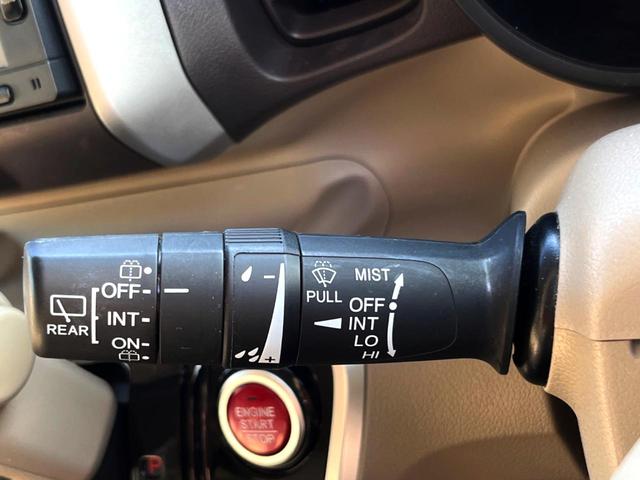 OFF
REAR
INT
ON
-
+
PULL
MIST
OFF
INT
LO
HI
ENGINE
START
STOP
P